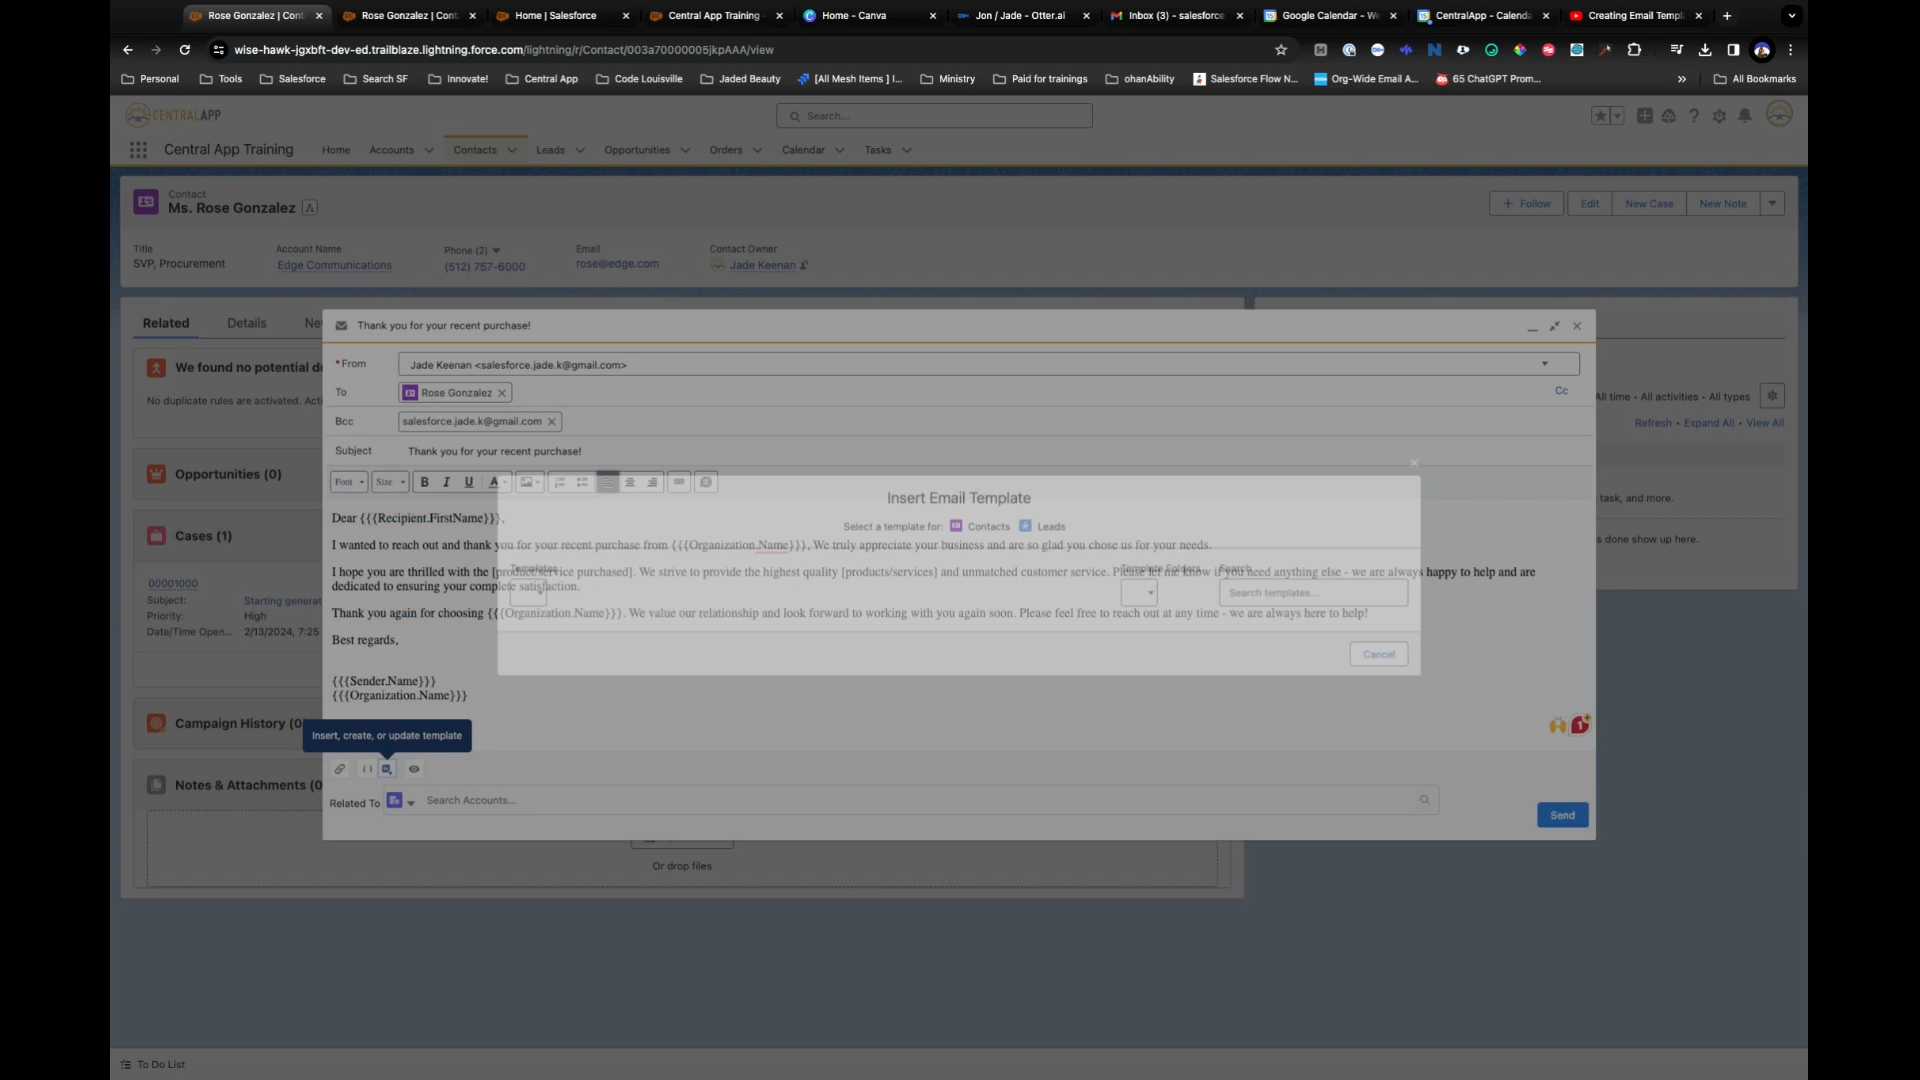 Rose Gonzalez | Cont
Rose Gonzalez | Cont
Home | Salesforce
Central App Training -
Home - Canva
Jon / Jade - Otter.ai
Inbox (3) - salesforce.
Google Calendar - We
CentralApp - Calenda
Creating Email Templ
wise-hawk-jgxbft-dev-ed.trailblaze.lightning.force.com/lightning/r/Contact/003a70000005jkpAAA/view
Personal
Tools
Salesforce
Search SF
Innovate!
Central App
Code Louisville
Jaded Beauty
[All Mesh Items ] I...
Ministry
Paid for trainings
ohanAbility
Salesforce Flow N...
Org-Wide Email A...
65 ChatGPT Prom...
»
All Bookmarks
CENTRALAPP
Search...
Central App Training
Home
Accounts
Contacts
Leads
Opportunities
Orders
Calendar
Tasks
Contact
Ms. Rose Gonzalez
+ Follow
Edit
New Case
New Note
Title
SVP, Procurement
Account Name
Edge Communications
Phone (2)
(512) 757-6000
Email
rose@edge.com
Contact Owner
Jade Keenan
Related
Details
Ne
We found no potential du
No duplicate rules are activated. Acti
Opportunities (0)
Cases (1)
00001000
Subject: Starting generat
Priority: High
Date/Time Open... 2/13/2024, 7:25
Campaign History (0)
Notes & Attachments (0
Or drop files
All time • All activities • All types
Refresh • Expand All • View All
task, and more.
s done show up here.
Thank you for your recent purchase!
* From Jade Keenan <salesforce.jade.k@gmail.com>
To Rose Gonzalez
Cc
Bcc salesforce.jade.k@gmail.com
Subject Thank you for your recent purchase!
Font
Size
B I U A
Dear {{{Recipient.FirstName}}},
I wanted to reach out and thank you for your recent purchase from {{{Organization.Name}}}, We truly appreciate your business and are so glad you chose us for your needs.
I hope you are thrilled with the [product/service purchased]. We strive to provide the highest quality [products/services] and unmatched customer service. Please let me know if you need anything else - we are always happy to help and are
dedicated to ensuring your complete satisfaction.
Thank you again for choosing {{{Organization.Name}}}. We value our relationship and look forward to working with you again soon. Please feel free to reach out at any time - we are always here to help!
Best regards,
{{{Sender.Name}}}
{{{Organization.Name}}}
Insert, create, or update template
Related To
Search Accounts...
Send
Insert Email Template
Select a template for: Contacts Leads
Templates
Template Folders
Search
Search templates...
Cancel
1
To Do List